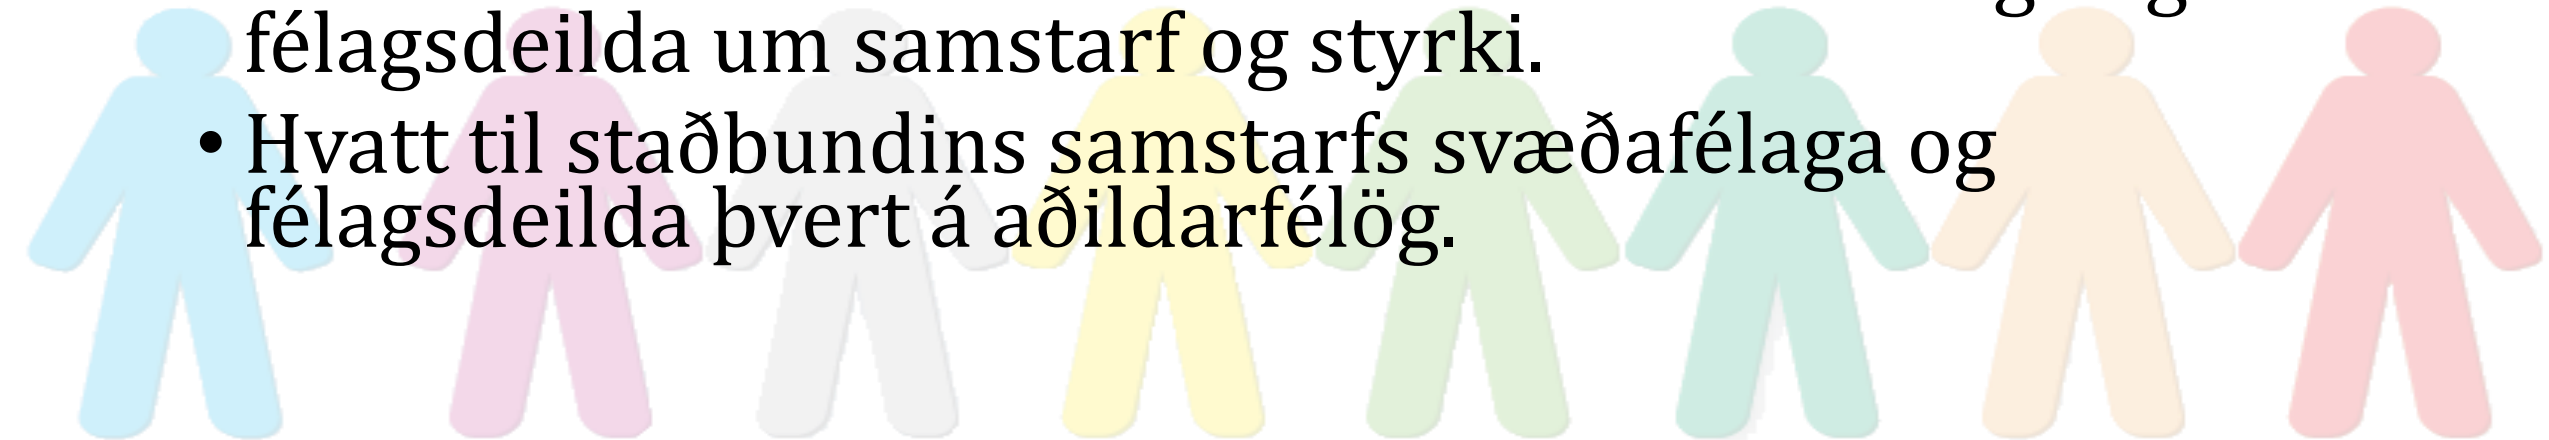 félagsdeilda um samstarf og styrki.
• Hvatt til staðbundins samstarfs svæðafélaga og
félagsdeilda þvert á aðildarfélög.